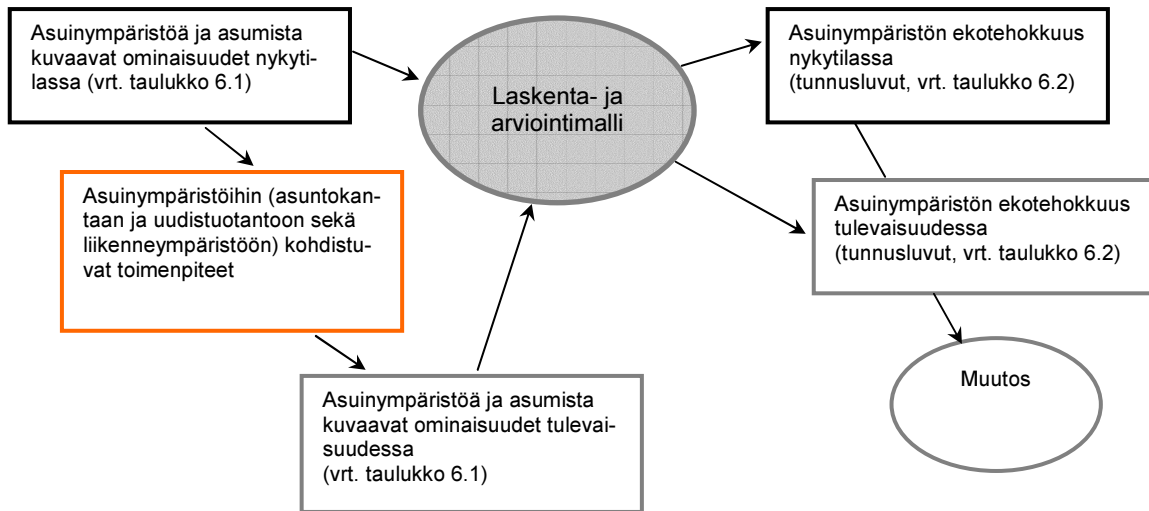 Asuinympäristöä ja asumista
kuvaavat ominaisuudet nykyti-
lassa (vrt. taulukko 6.1)
Laskenta- ja
arviointimalli
Asuinympäristön ekotehokkuus
nykytilassa
(tunnusluvut, vrt. taulukko 6.2)
Asuinympäristöihin (asuntokan-
taan ja uudistuotantoon sekä
liikenneympäristöön) kohdistu-
vat toimenpiteet
Asuinympäristön ekotehokkuus
tulevaisuudessa
(tunnusluvut, vrt. taulukko 6.2)
Asuinympäristöä ja asumista
kuvaavat ominaisuudet tulevai-
suudessa
(vrt. taulukko 6.1)
Muutos